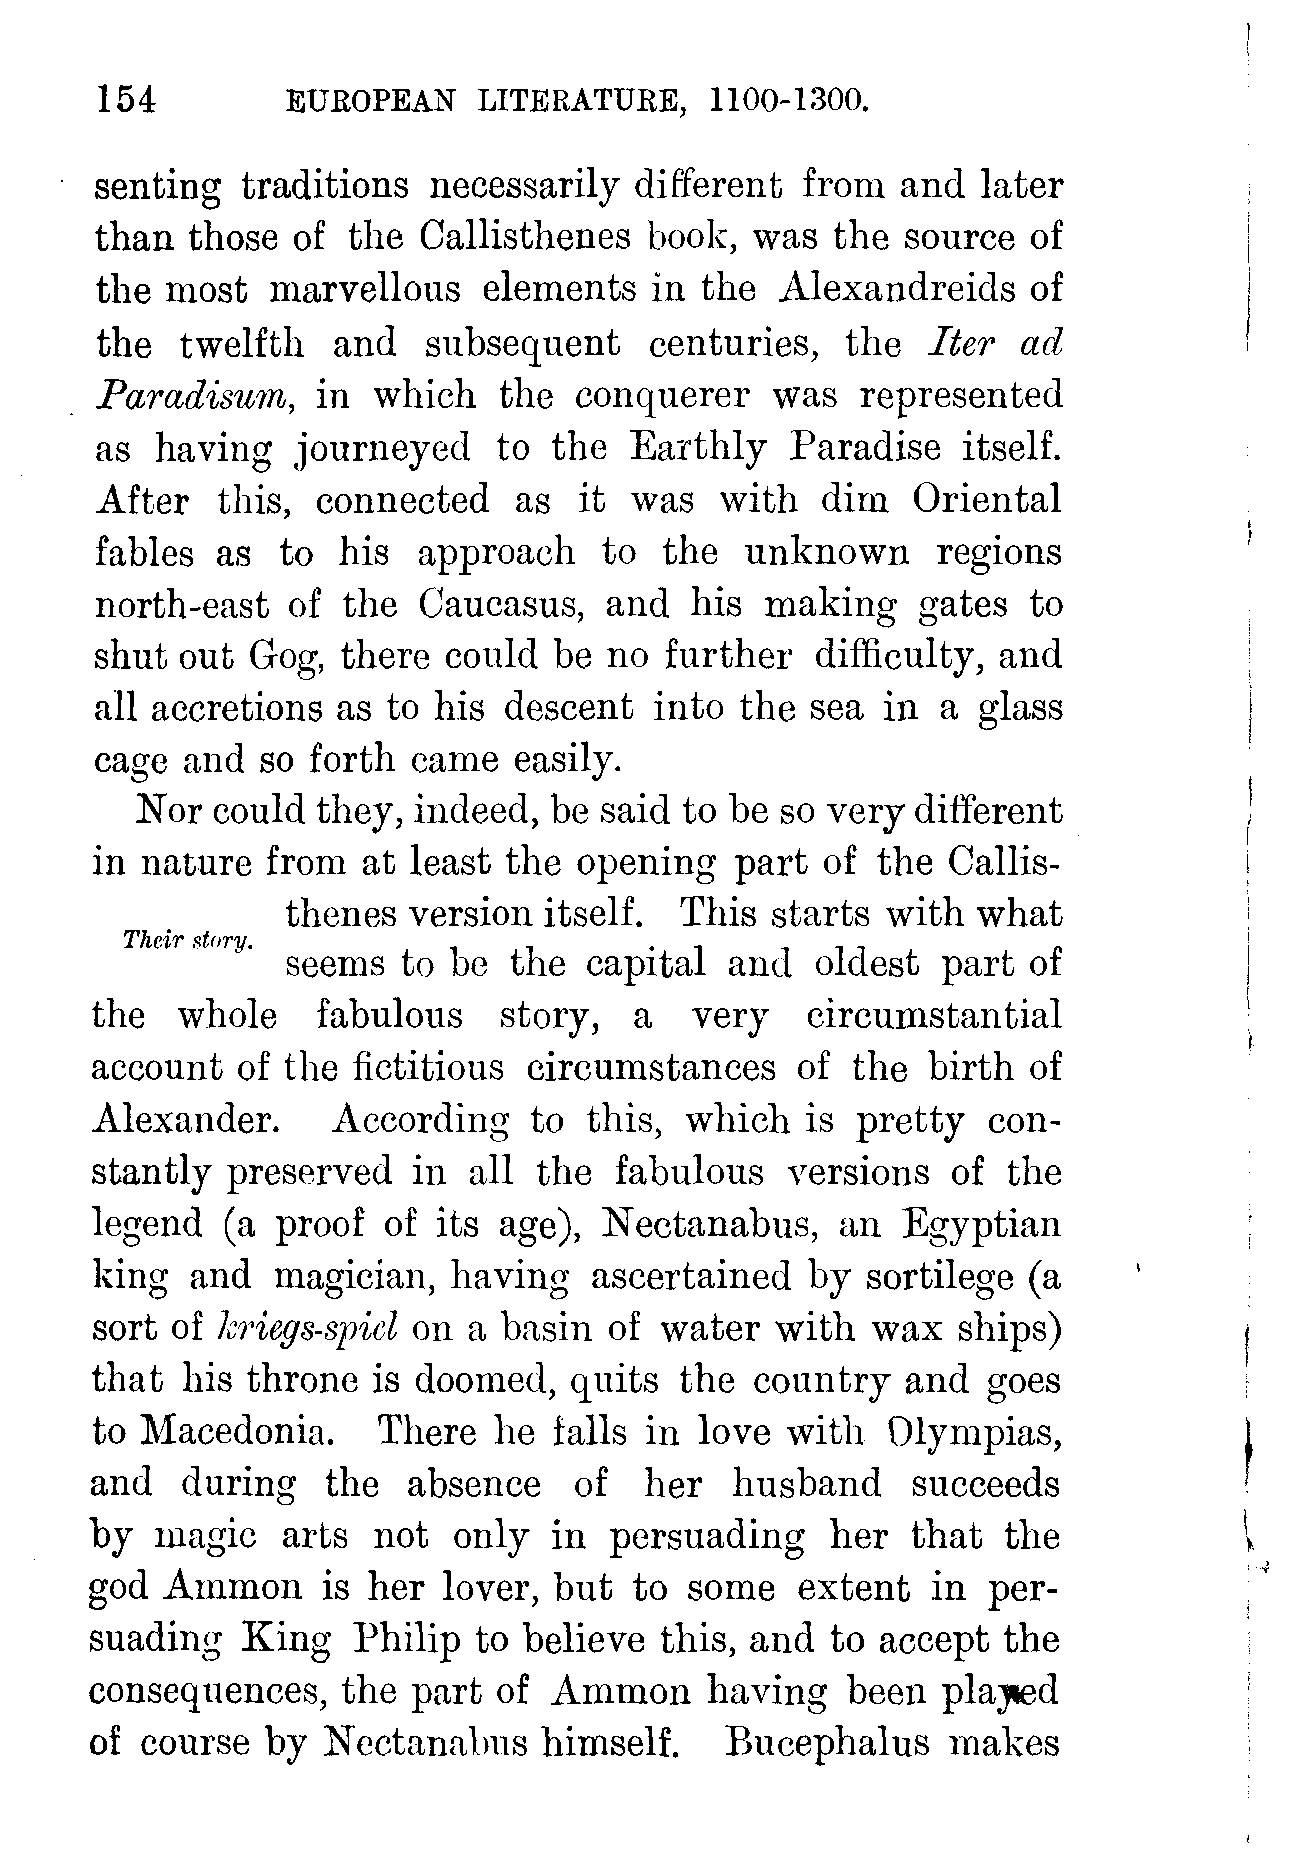 154 EUROPEAN LITERATURE, 1100-1300.
senting traditions necessarily different from and later
than those of the Callisthenes book, was the source of
the most marvellous elements in the Alexandreids of
the twelfth and subsequent centuries, the Iter ad
Paradisum, in which the conquerer was represented
as having journeyed to the Earthly Paradise itself.
After this, connected as it was with dim Oriental
fables as to his approach to the unknown regions
north-east of the Caucasus, and his making gates to
shut out Gog, there could be no further difficulty, and
all accretions as to his descent into the sea in a glass
cage and so forth came easily.
Nor could they, indeed, be said to be so very different
in nature from at least the opening part of the Callis-
thenes version itself. This starts with what
Their story.
seems to be the capital and oldest part of
the whole fabulous story, a very circumstantial
account of the fictitious circumstances of the birth of
Alexander. According to this, which is pretty con-
stantly preserved in all the fabulous versions of the
legend (a proof of its age), Nectanabus, an Egyptian
king and magician, having ascertained by sortilege (a
sort of kriegs-spiel on a basin of water with wax ships)
that his throne is doomed, quits the country and goes
to Macedonia. There he falls in love with Olympias,
and during the absence of her husband succeeds
by magic arts not only in persuading her that the
god Ammon is her lover, but to some extent in per-
suading King Philip to believe this, and to accept the
consequences, the part of Ammon having been played
of course by Nectanabus himself. Bucephalus makes